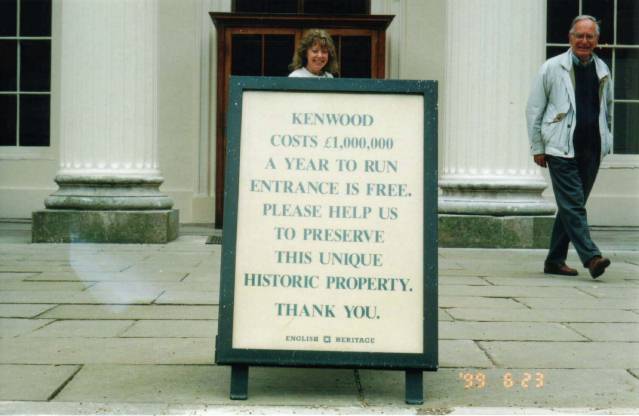 KENWOOD
COSTS £1,000,000
A YEAR TO RUN
ENTRANCE IS FREE.
PLEASE HELP US
TO PRESERVE
THIS UNIQUE
HISTORIC PROPERTY.
THANK YOU.
ENGLISH HERITAGE
'99 6 23